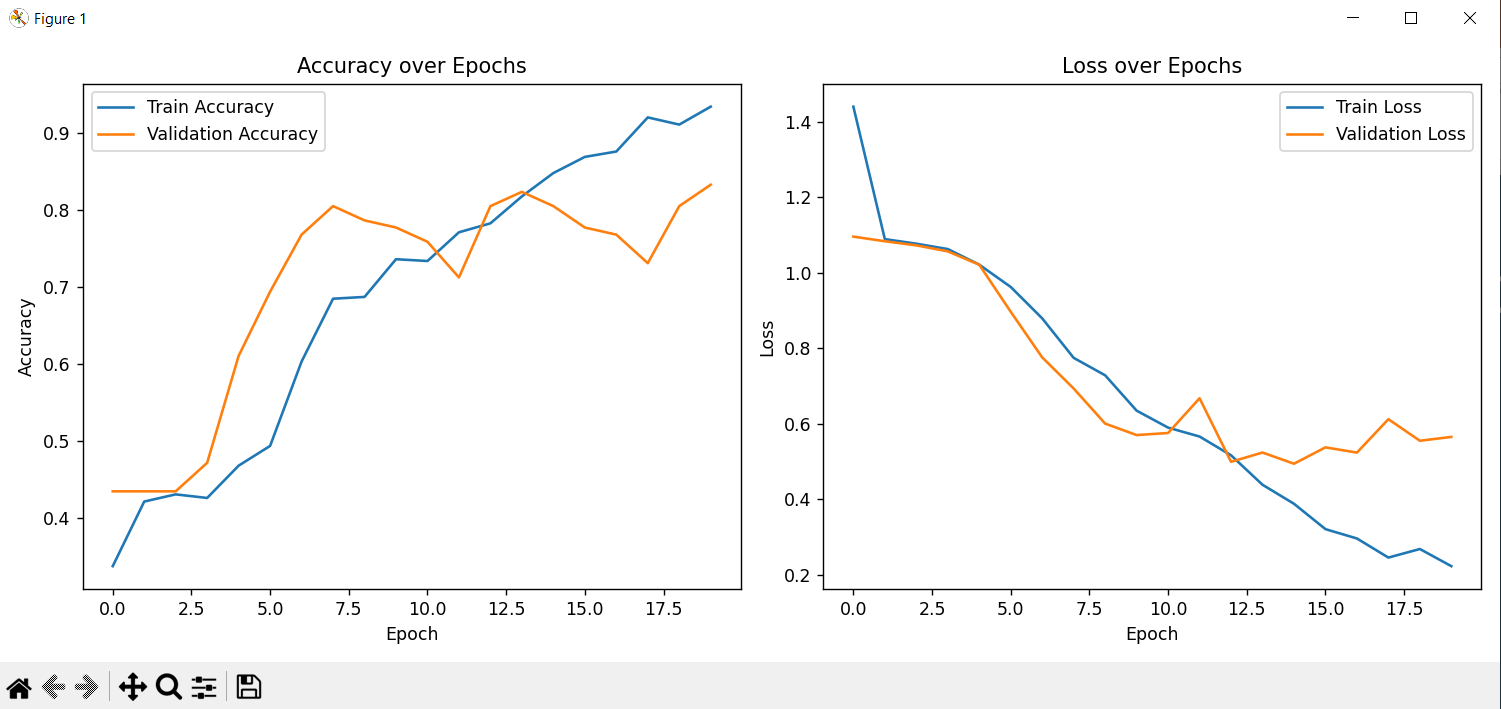 Figure 1
Accuracy over Epochs
Train Accuracy
Validation Accuracy
Accuracy
0.9
0.8
0.7
0.6
0.5
0.4
0.0 2.5 5.0 7.5 10.0 12.5 15.0 17.5
Epoch
Loss over Epochs
Train Loss
Validation Loss
Loss
1.4
1.2
1.0
0.8
0.6
0.4
0.2
0.0 2.5 5.0 7.5 10.0 12.5 15.0 17.5
Epoch